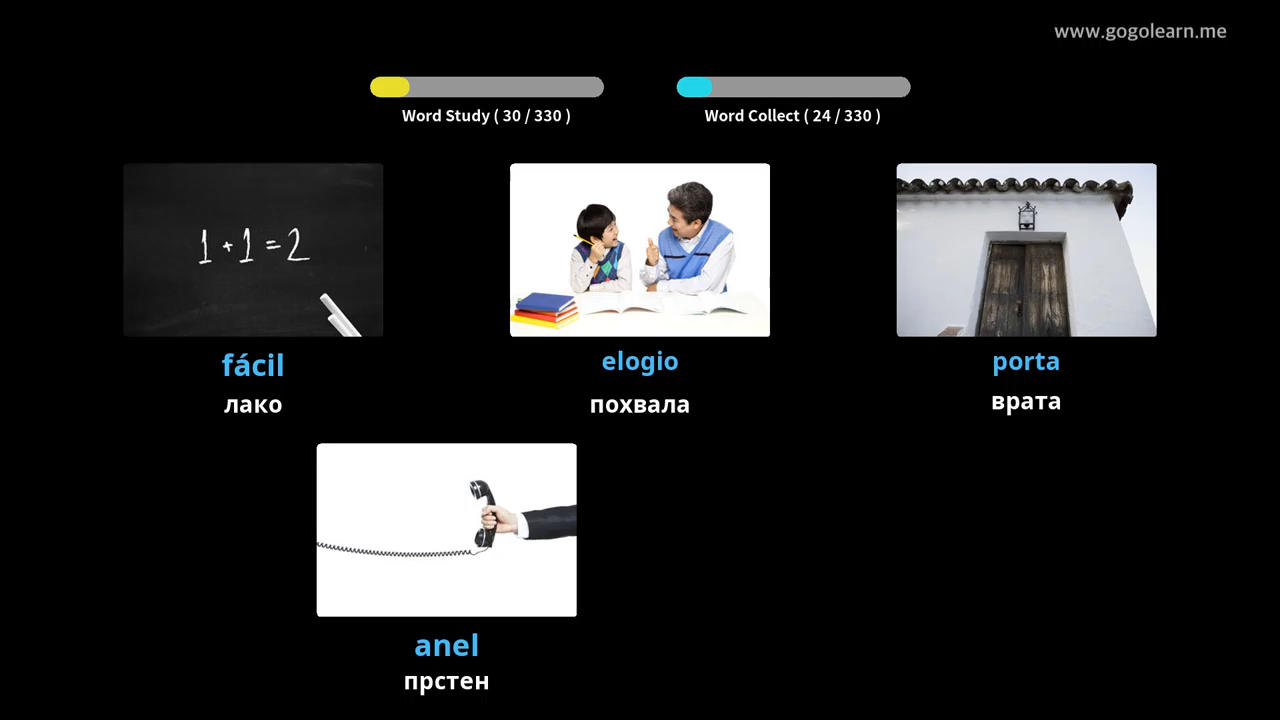 www.gogolearn.me
Word Study ( 30 / 330 )
Word Collect ( 24 / 330 )
1 + 1 = 2
fácil
лако
elogio
похвала
porta
врата
anel
прстен